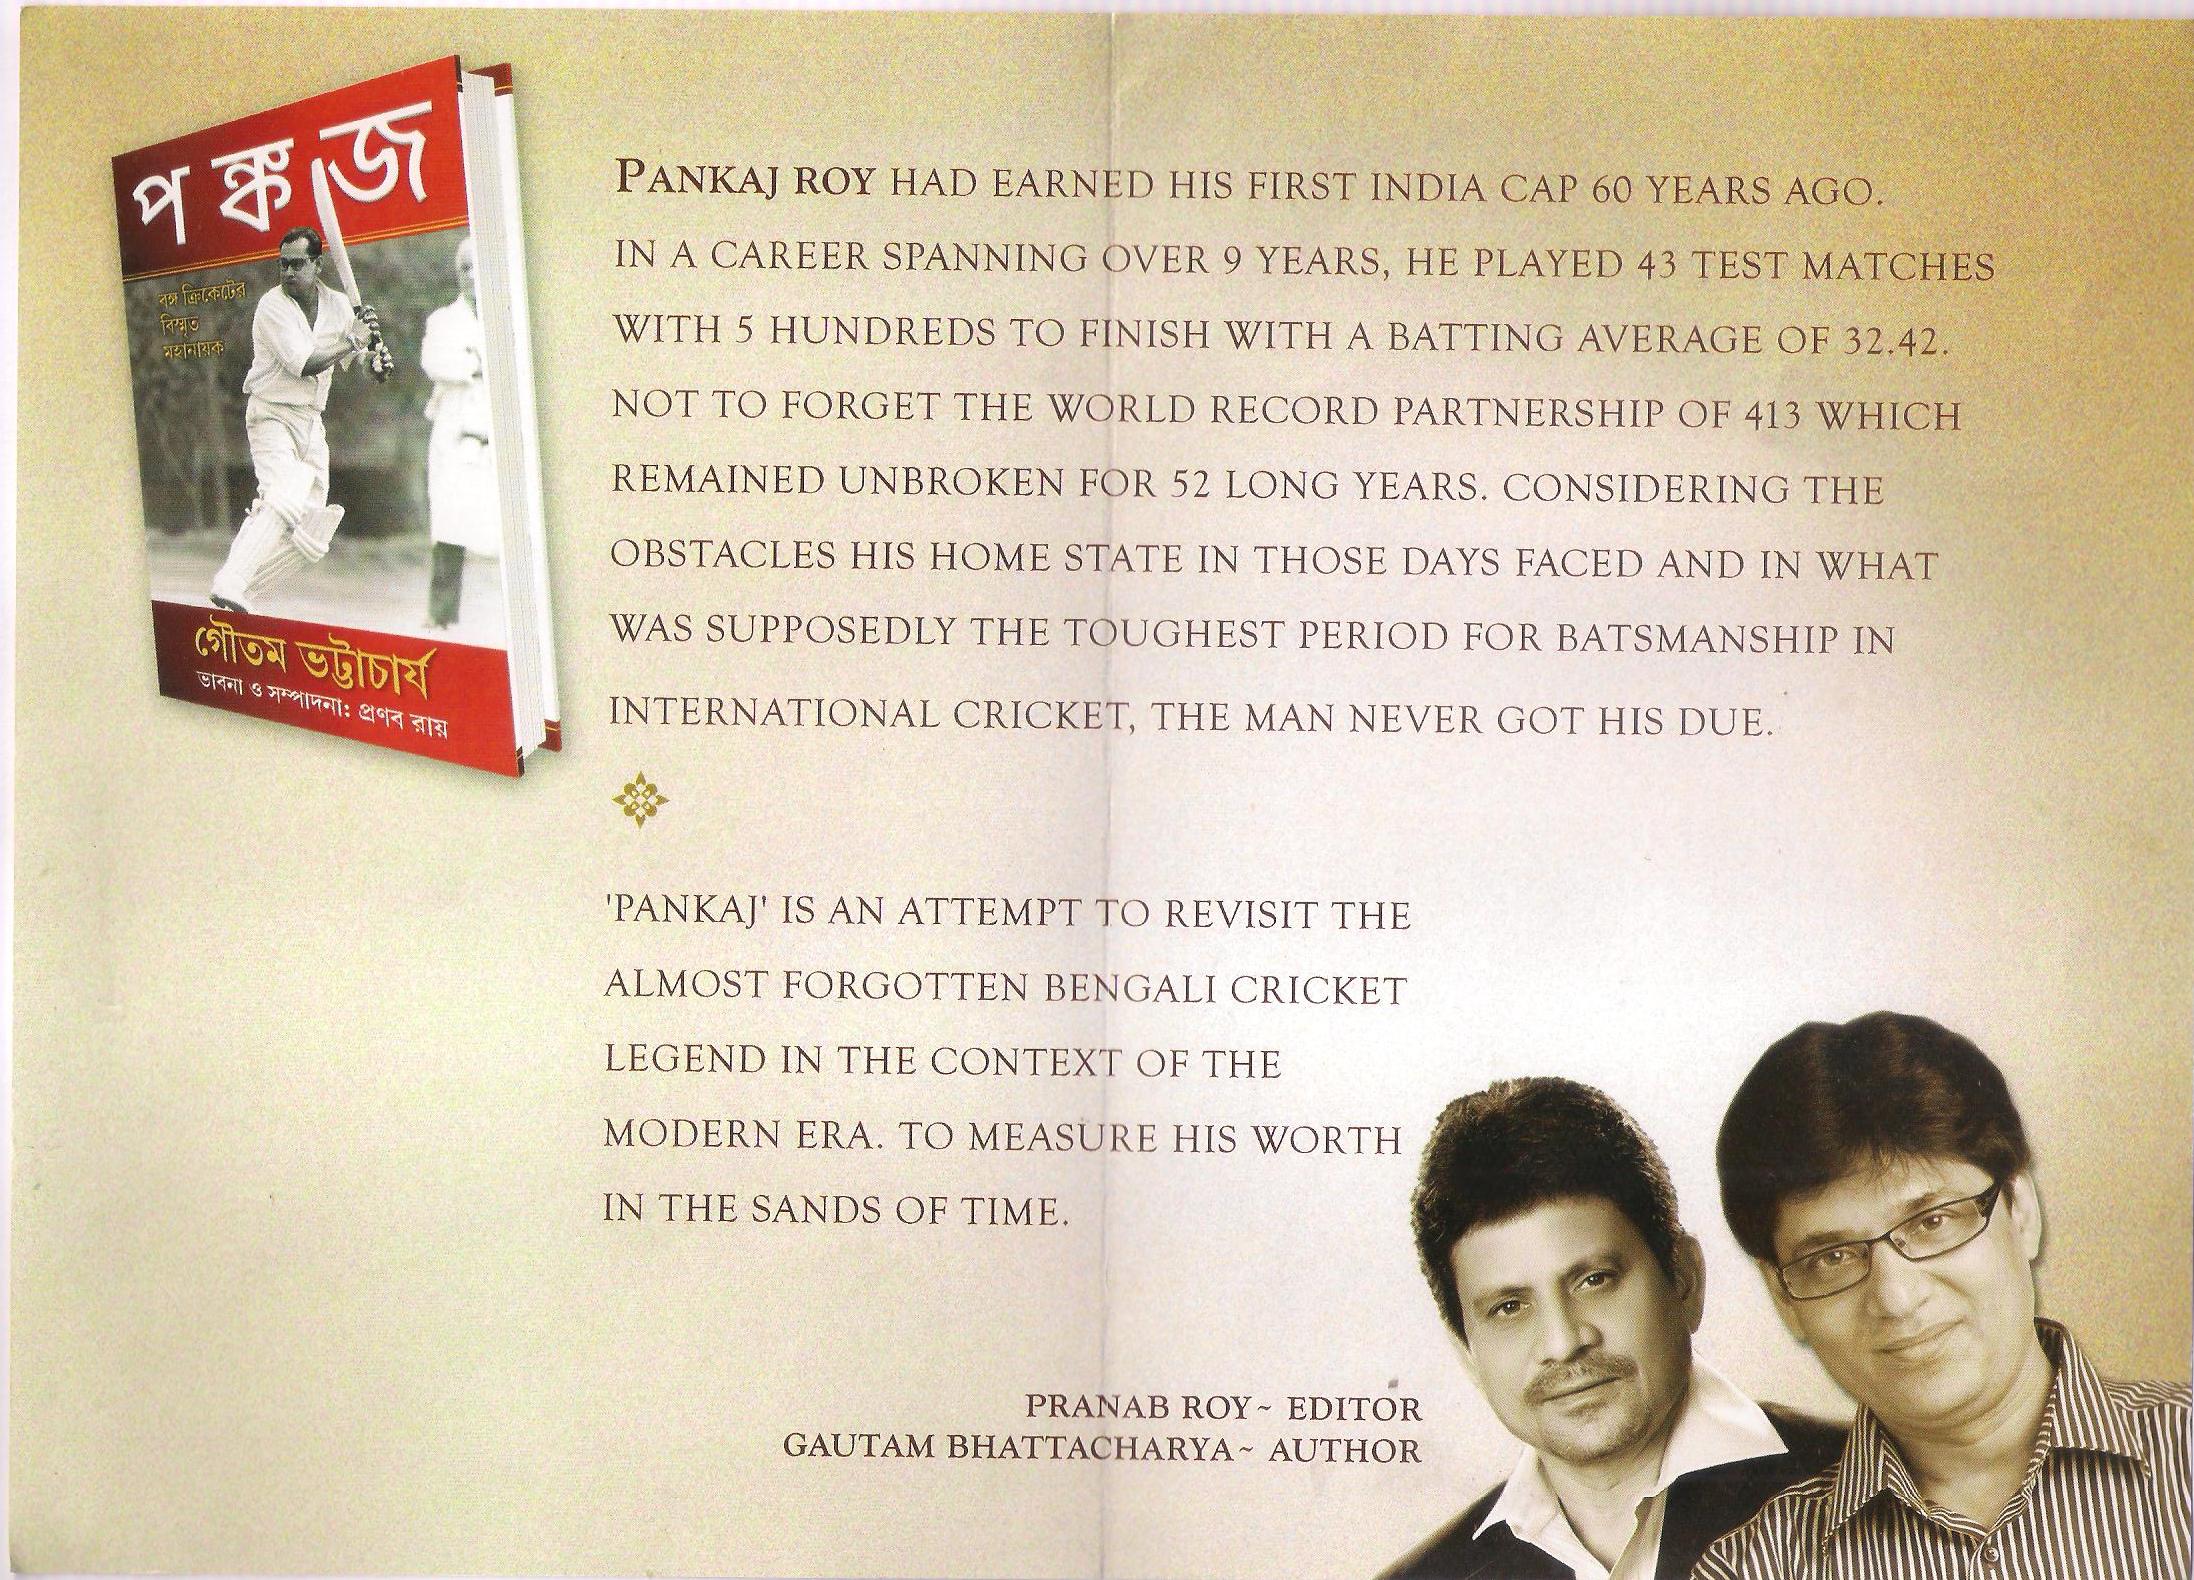 প ঙ্ক জ
বঙ্গ ক্রিকেটের
বিস্মৃত
মহানায়ক
গৌতম ভট্টাচার্য
ভাবনা ও সম্পাদনা: প্রণব রায়
PANKAJ ROY HAD EARNED HIS FIRST INDIA CAP 60 YEARS AGO.
IN A CAREER SPANNING OVER 9 YEARS, HE PLAYED 43 TEST MATCHES
WITH 5 HUNDREDS TO FINISH WITH A BATTING AVERAGE OF 32.42.
NOT TO FORGET THE WORLD RECORD PARTNERSHIP OF 413 WHICH
REMAINED UNBROKEN FOR 52 LONG YEARS. CONSIDERING THE
OBSTACLES HIS HOME STATE IN THOSE DAYS FACED AND IN WHAT
WAS SUPPOSEDLY THE TOUGHEST PERIOD FOR BATSMANSHIP IN
INTERNATIONAL CRICKET, THE MAN NEVER GOT HIS DUE.
'PANKAJ' IS AN ATTEMPT TO REVISIT THE
ALMOST FORGOTTEN BENGALI CRICKET
LEGEND IN THE CONTEXT OF THE
MODERN ERA. TO MEASURE HIS WORTH
IN THE SANDS OF TIME.
PRANAB ROY~ EDITOR
GAUTAM BHATTACHARYA~ AUTHOR